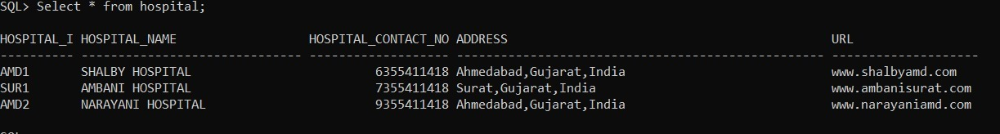 SQL> Select * from hospital;
HOSPITAL_I HOSPITAL_NAME                  HOSPITAL_CONTACT_NO ADDRESS                                            URL
---------- ------------------------------ ------------------- -------------------------------------------------- --------------------
AMD1       SHALBY HOSPITAL                         6355411418 Ahmedabad,Gujarat,India                            www.shalbyamd.com
SUR1       AMBANI HOSPITAL                         7355411418 Surat,Gujarat,India                                www.ambanisurat.com
AMD2       NARAYANI HOSPITAL                       9355411418 Ahmedabad,Gujarat,India                            www.narayaniamd.com